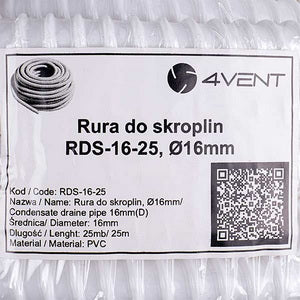 4VENT
Rura do skroplin
RDS-16-25, Ø16mm
Kod / Code: RDS-16-25
Nazwa / Name: Rura do skroplin, Ø16mm/
Condensate draine pipe 16mm(D)
Średnica/ Diameter: 16mm
Długość / Lenght: 25mb/ 25m
Material / Material: PVC